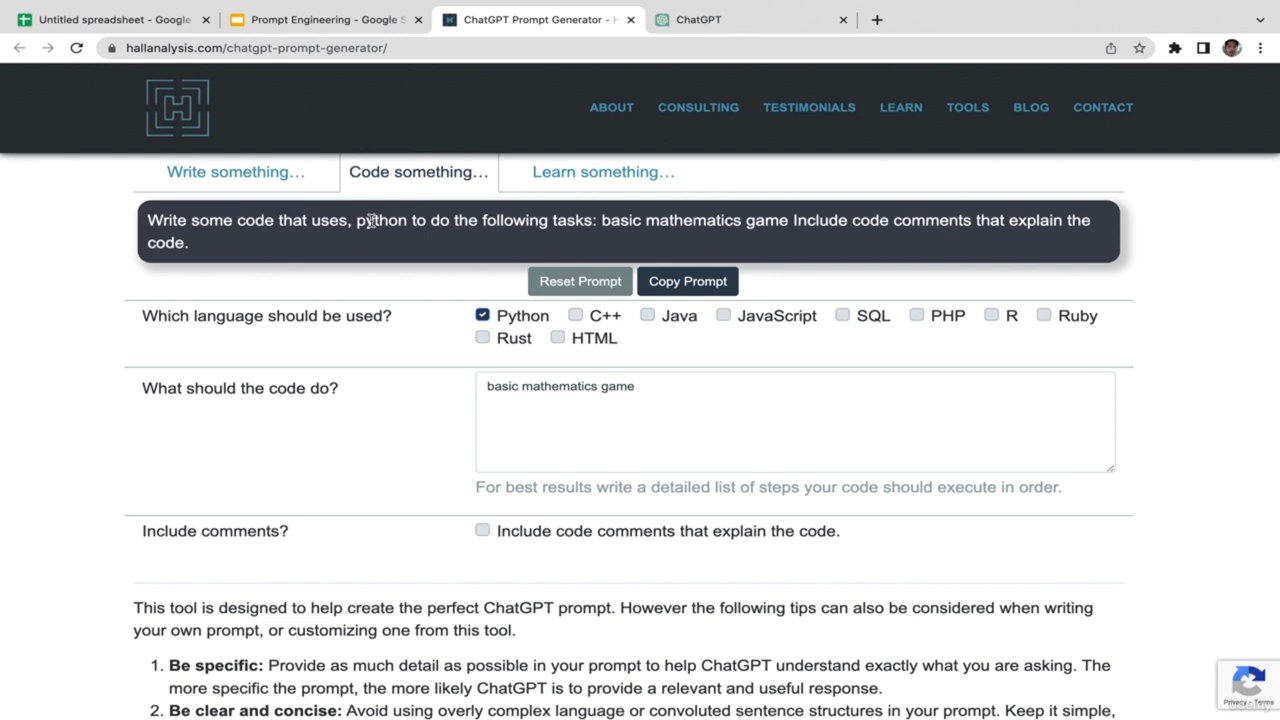 Untitled spreadsheet - Google
Prompt Engineering - Google S
ChatGPT Prompt Generator - H
ChatGPT
hallanalysis.com/chatgpt-prompt-generator/
H
ABOUT CONSULTING TESTIMONIALS LEARN TOOLS BLOG CONTACT
Write something... Code something... Learn something...
Write some code that uses, python to do the following tasks: basic mathematics game Include code comments that explain the
code.
Reset Prompt Copy Prompt
Which language should be used?
Python C++ Java JavaScript SQL PHP R Ruby
Rust HTML
What should the code do?
basic mathematics game
For best results write a detailed list of steps your code should execute in order.
Include comments?
Include code comments that explain the code.
This tool is designed to help create the perfect ChatGPT prompt. However the following tips can also be considered when writing
your own prompt, or customizing one from this tool.
1. Be specific: Provide as much detail as possible in your prompt to help ChatGPT understand exactly what you are asking. The
more specific the prompt, the more likely ChatGPT is to provide a relevant and useful response.
2. Be clear and concise: Avoid using overly complex language or convoluted sentence structures in your prompt. Keep it simple,
Privacy - Terms